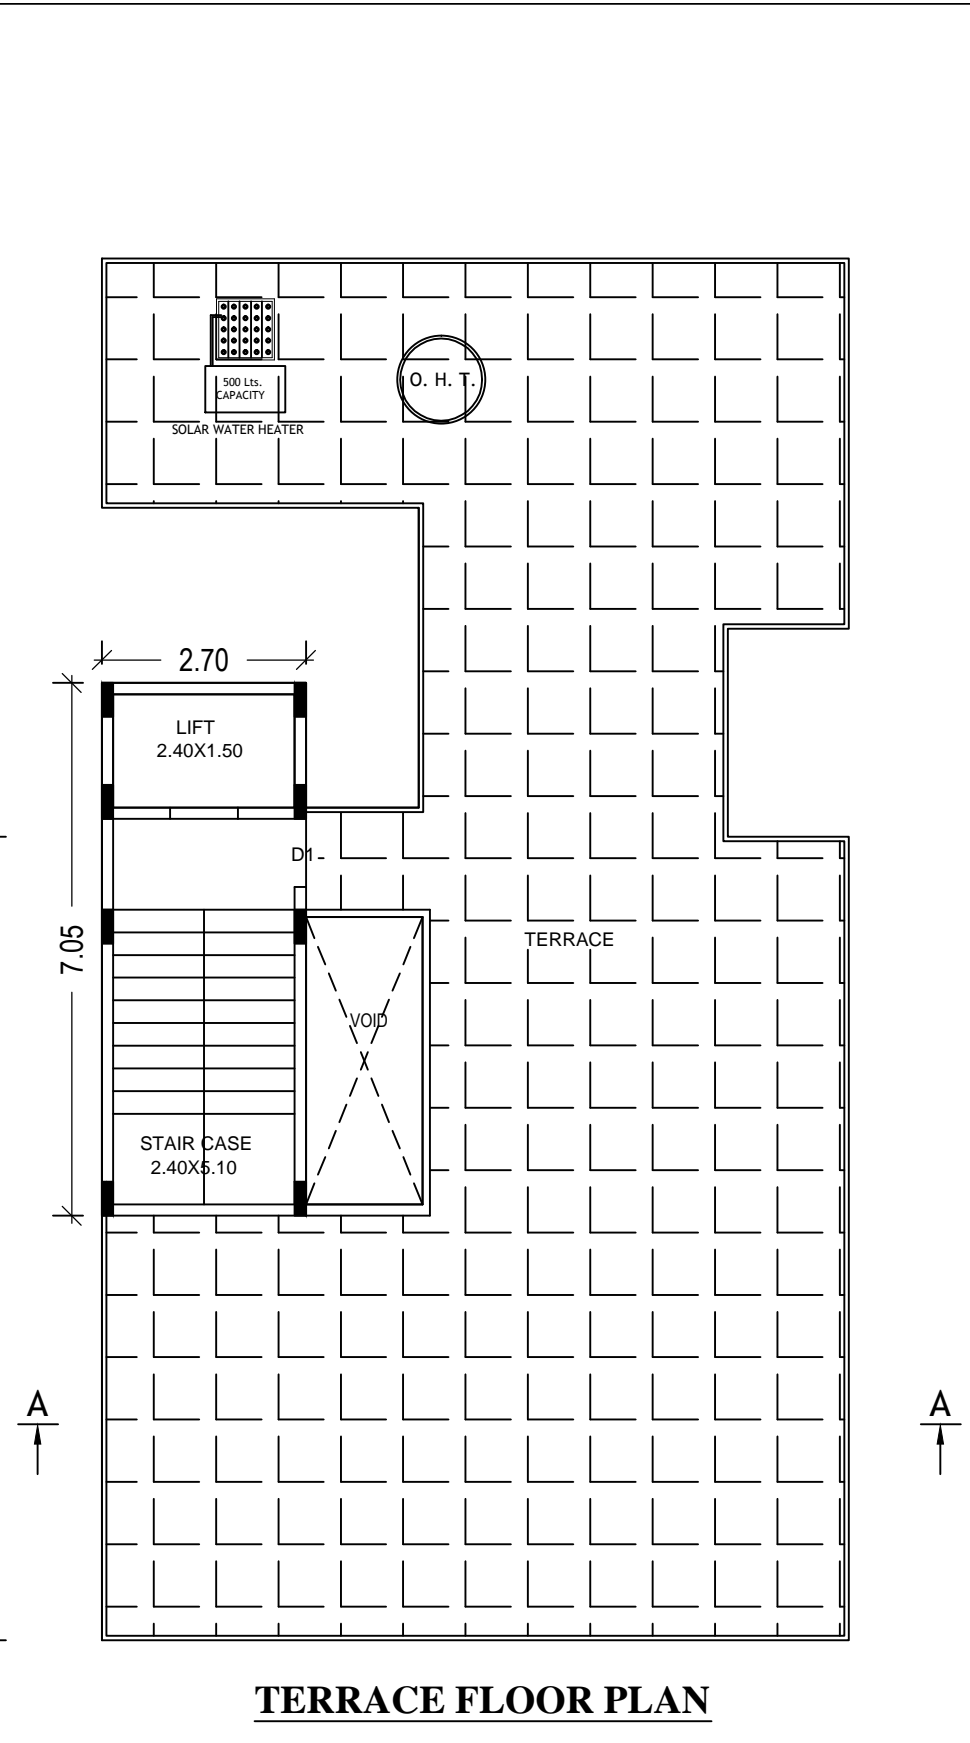 500 Lts.
CAPACITY
SOLAR WATER HEATER
O. H. T.
2.70
LIFT
2.40X1.50
D1
7.05
TERRACE
VOID
STAIR CASE
2.40X5.10
A
A
TERRACE FLOOR PLAN